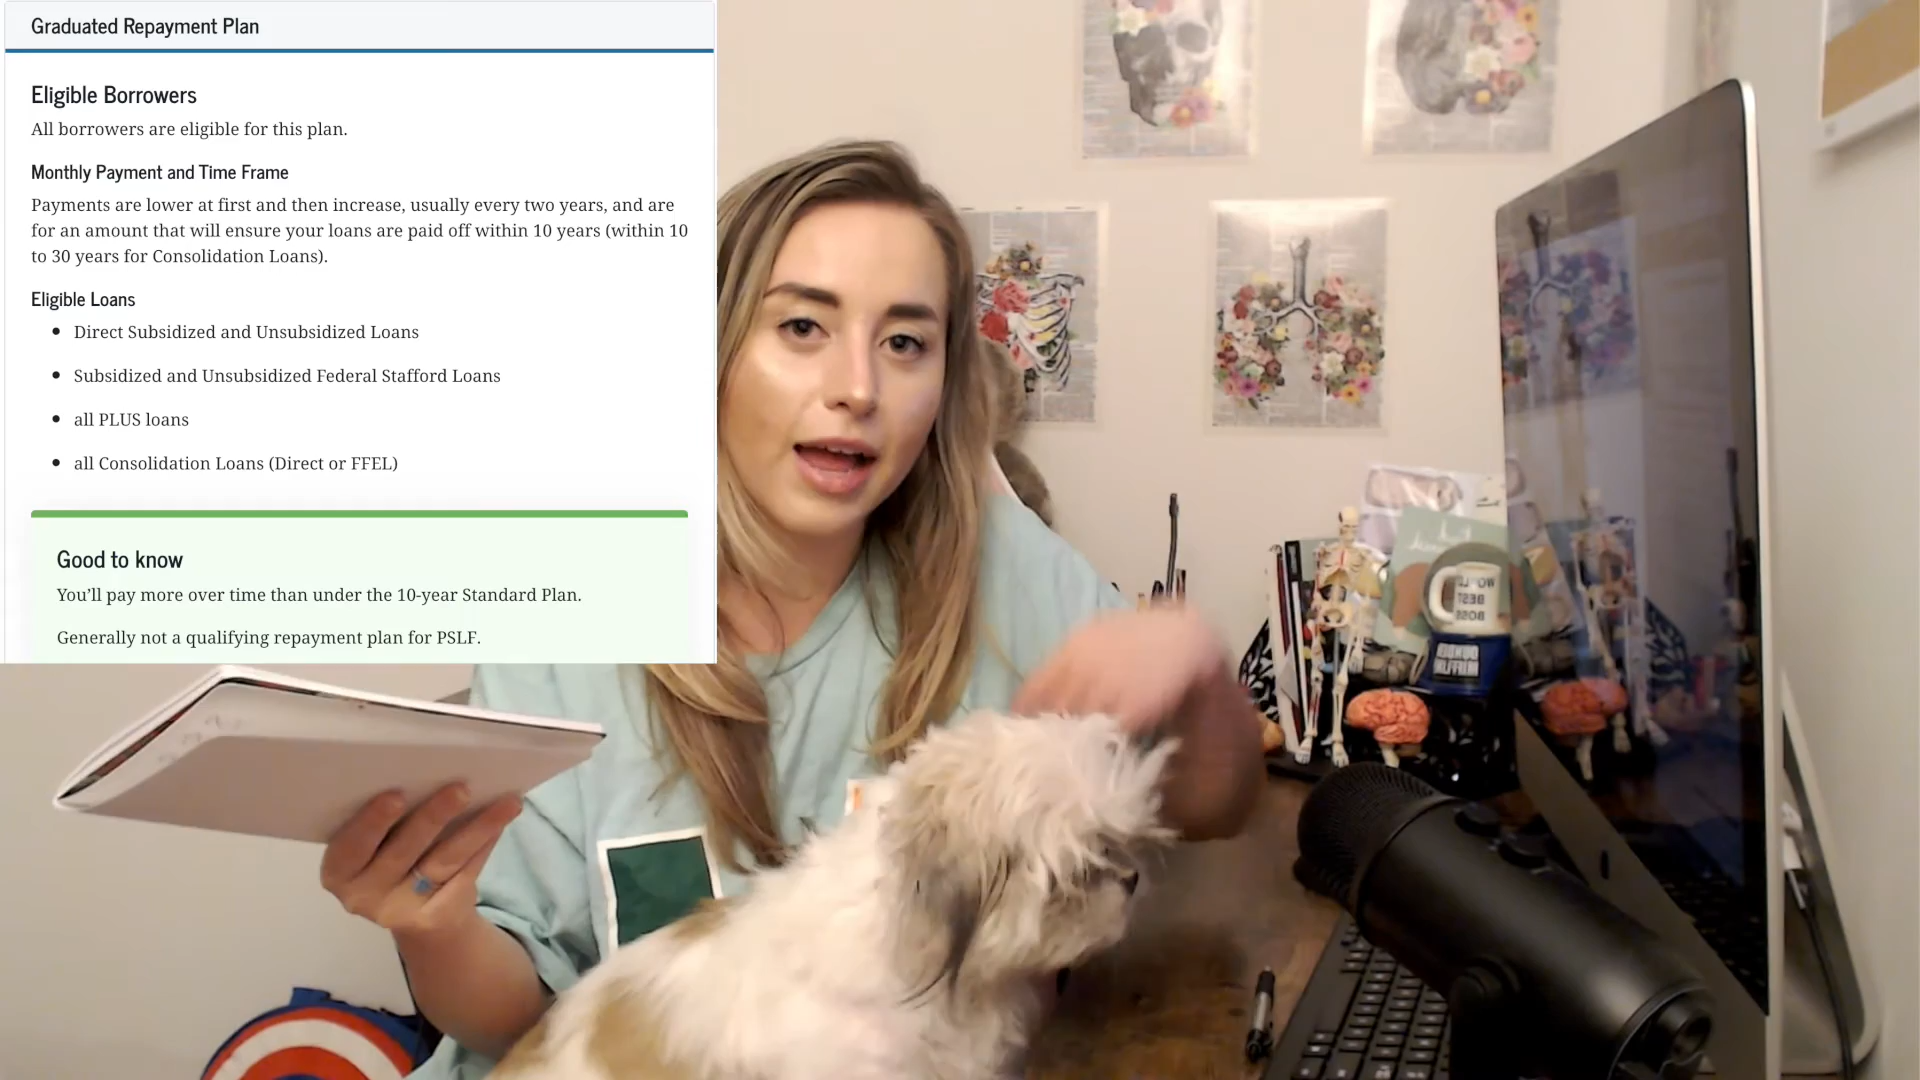 Graduated Repayment Plan
Eligible Borrowers
All borrowers are eligible for this plan.
Monthly Payment and Time Frame
Payments are lower at first and then increase, usually every two years, and are
for an amount that will ensure your loans are paid off within 10 years (within 10
to 30 years for Consolidation Loans).
Eligible Loans
• Direct Subsidized and Unsubsidized Loans
• Subsidized and Unsubsidized Federal Stafford Loans
• all PLUS loans
• all Consolidation Loans (Direct or FFEL)
Good to know
You’ll pay more over time than under the 10-year Standard Plan.
Generally not a qualifying repayment plan for PSLF.
WORLD
BEST
BOSS
DUNDER
MIFFLIN